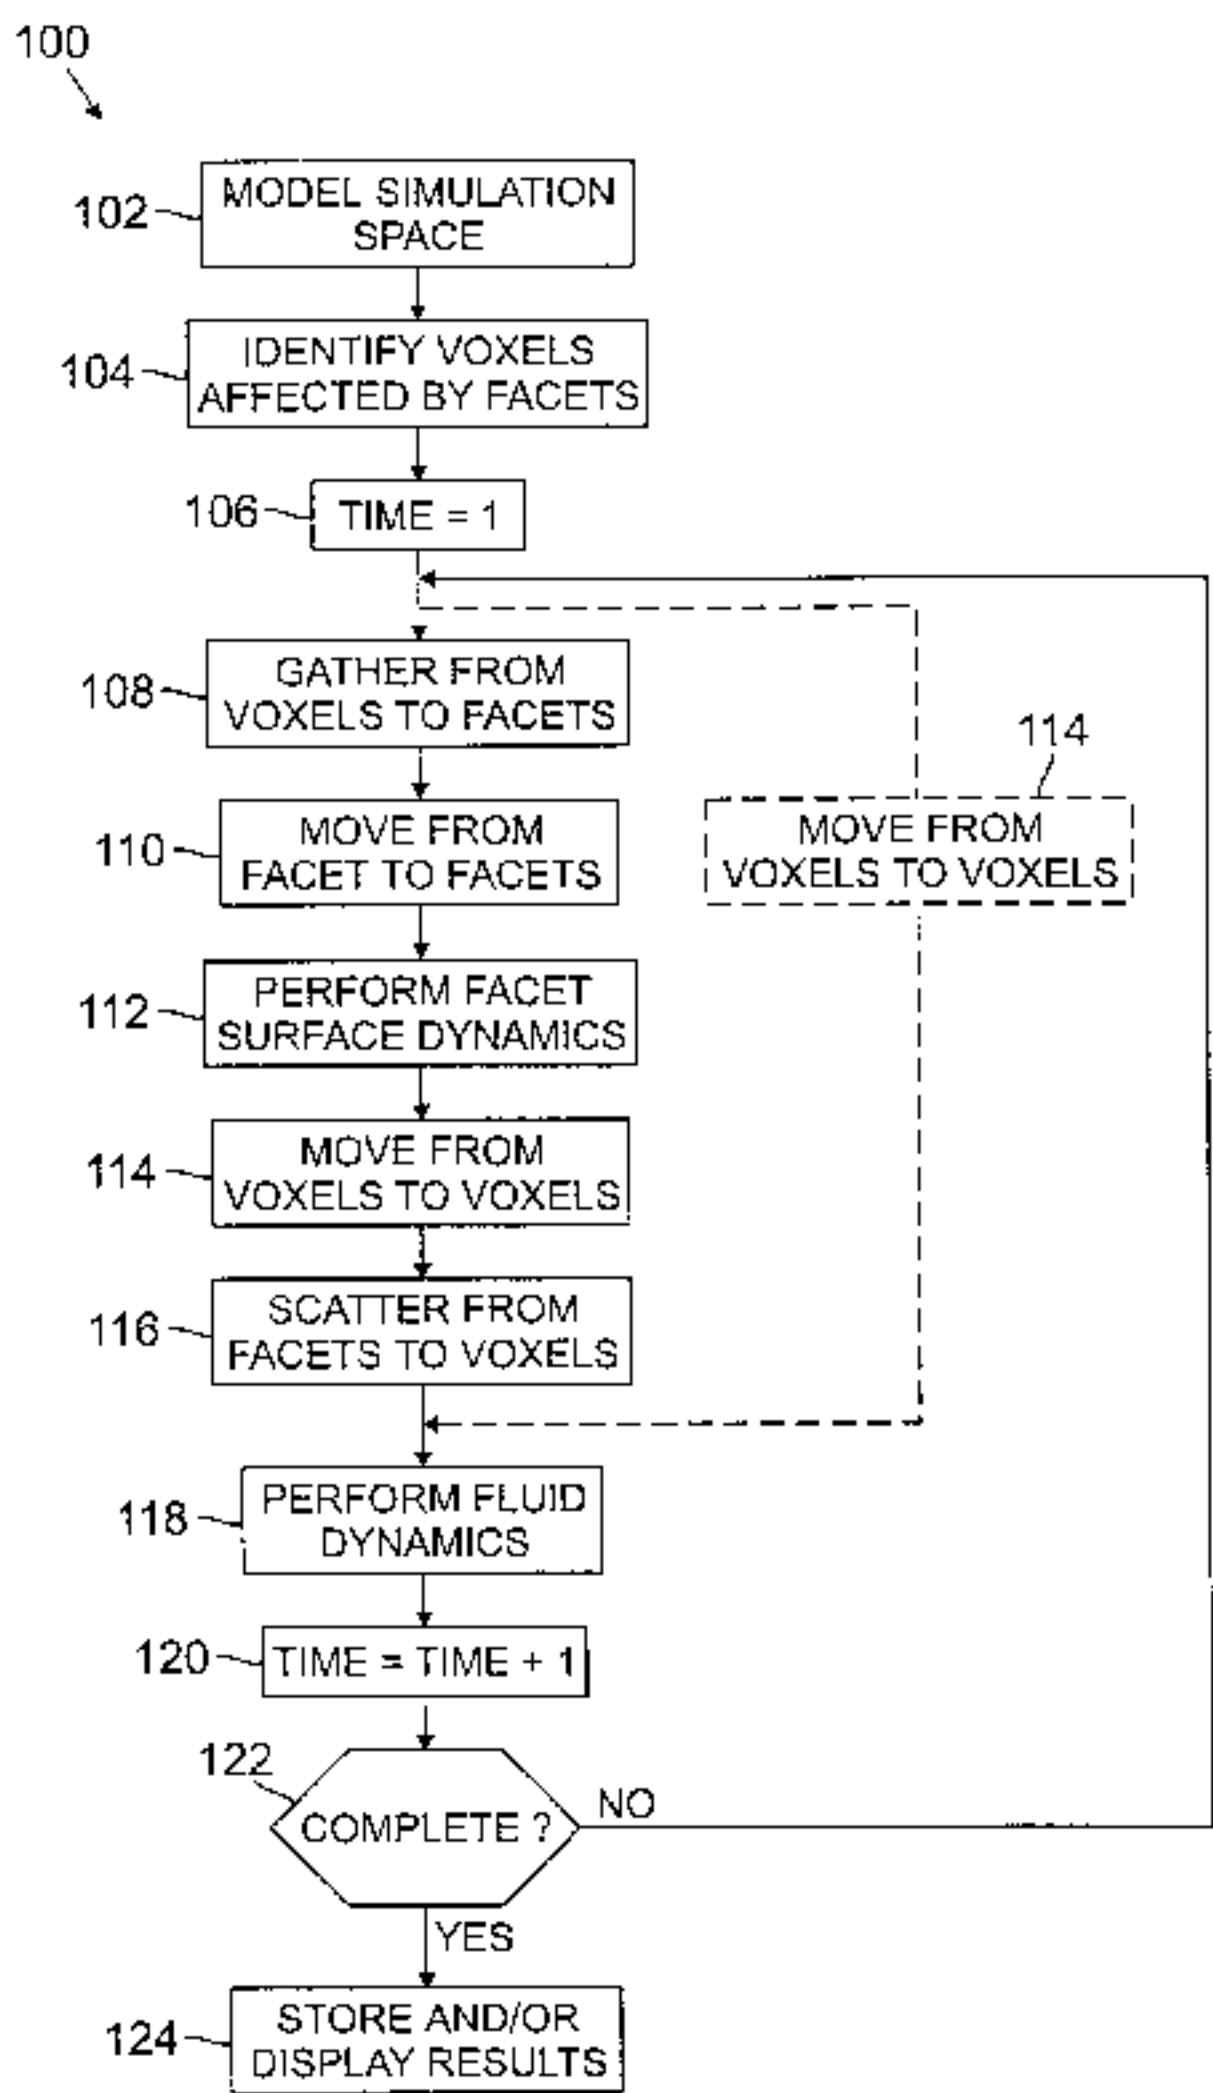 100
102
MODEL SIMULATION
SPACE
104
IDENTIFY VOXELS
AFFECTED BY FACETS
106
TIME = 1
108
GATHER FROM
VOXELS TO FACETS
114
110
MOVE FROM
FACET TO FACETS
MOVE FROM
VOXELS TO VOXELS
112
PERFORM FACET
SURFACE DYNAMICS
114
MOVE FROM
VOXELS TO VOXELS
116
SCATTER FROM
FACETS TO VOXELS
118
PERFORM FLUID
DYNAMICS
120
TIME = TIME + 1
122
COMPLETE ?
NO
YES
124
STORE AND/OR
DISPLAY RESULTS